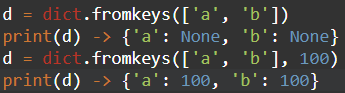 d = dict.fromkeys(['a', 'b'])
print(d) -> {'a': None, 'b': None}
d = dict.fromkeys(['a', 'b'], 100)
print(d) -> {'a': 100, 'b': 100}